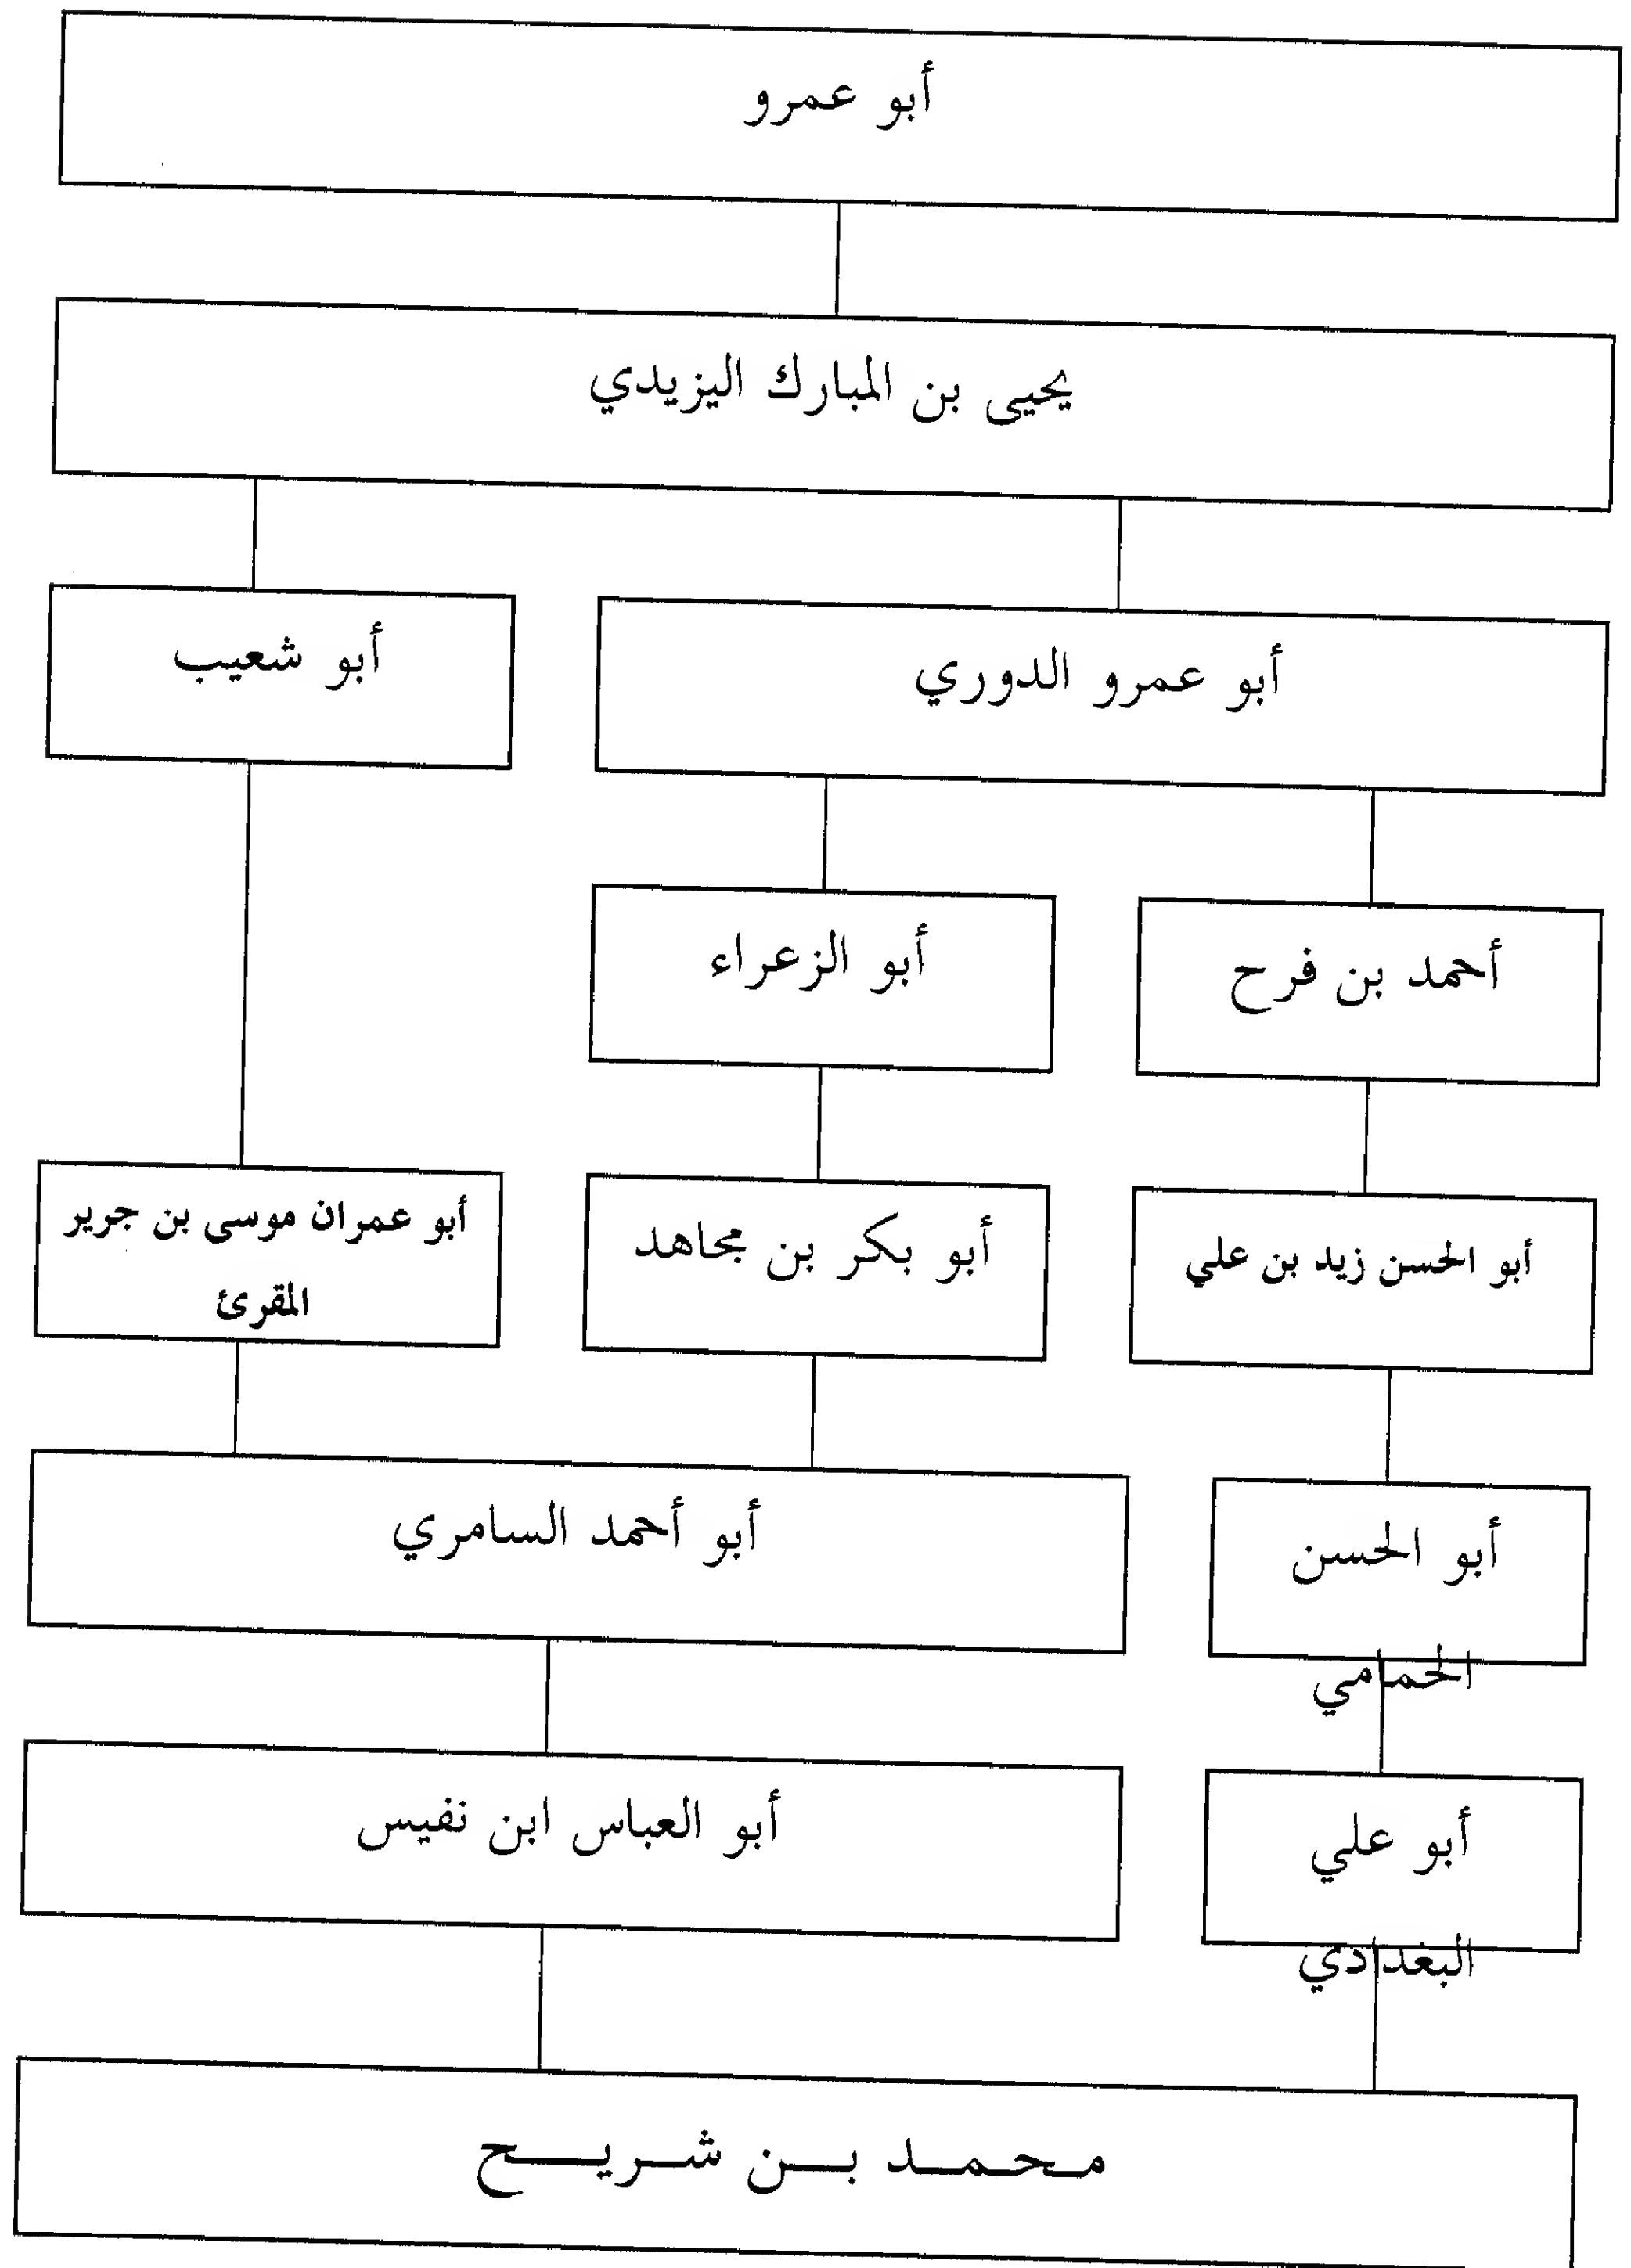 أبو عمرو
يحيى بن المبارك اليزيدي
أبو عمرو الدوري
أبو شعيب
أحمد بن فرح
أبو الزعراء
أبو الحسن زيد بن علي
أبو بكر بن مجاهد
أبو عمران موسى بن جرير
المقرئ
أبو الحسن
الحمامي
أبو أحمد السامري
أبو علي
البغدادي
أبو العباس ابن نفيس
محمد بن شريح